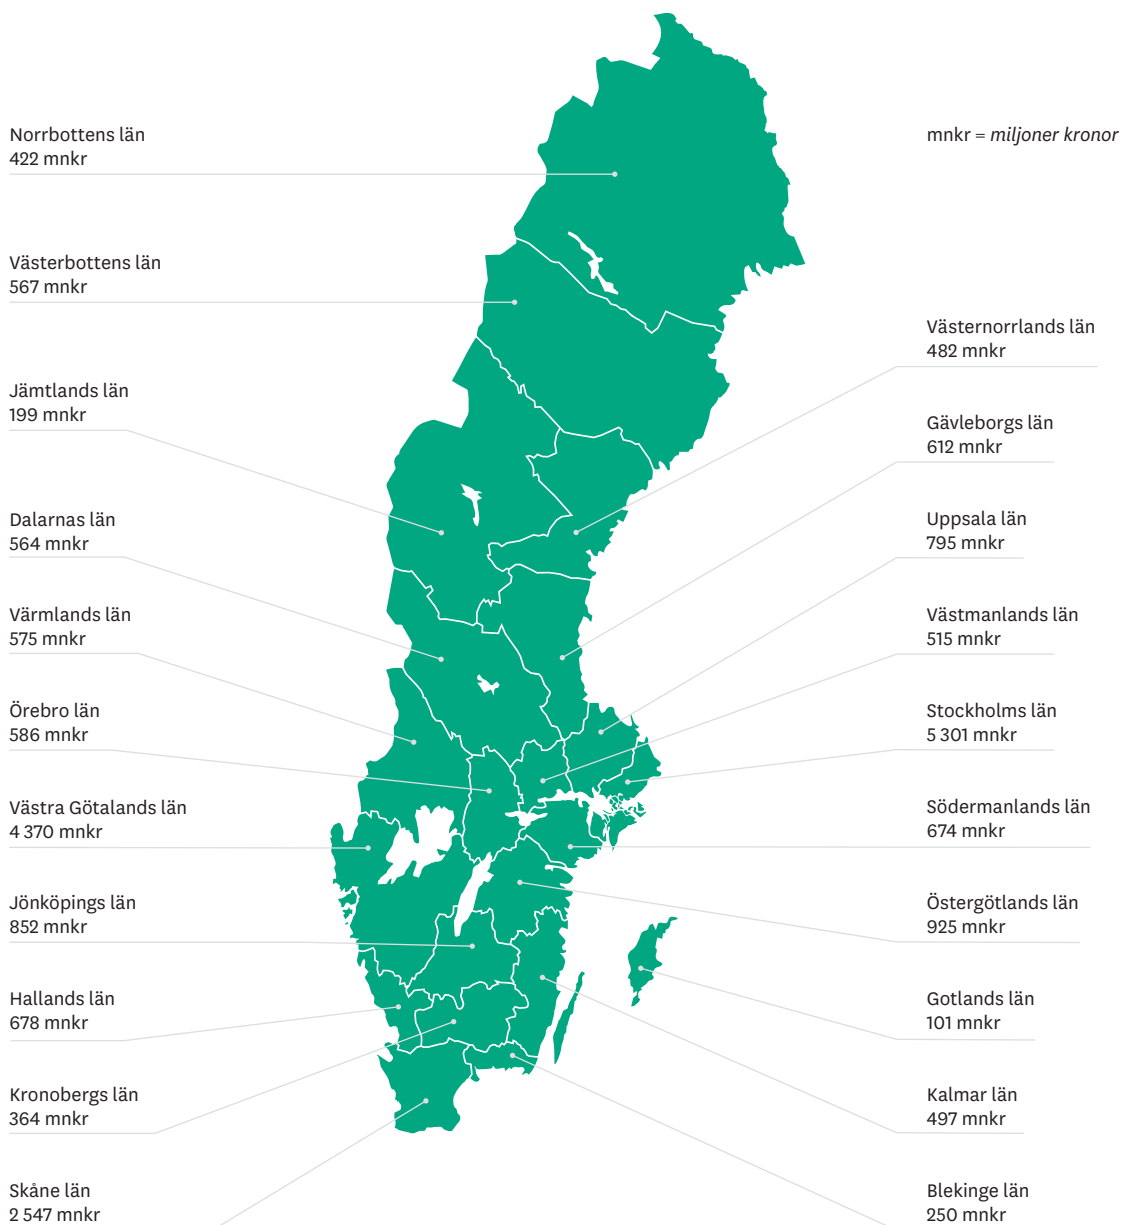 Norrbottens län
422 mnkr
Västerbottens län
567 mnkr
Jämtlands län
199 mnkr
Dalarnas län
564 mnkr
Värmlands län
575 mnkr
Örebro län
586 mnkr
Västra Götalands län
4 370 mnkr
Jönköpings län
852 mnkr
Hallands län
678 mnkr
Kronobergs län
364 mnkr
Skåne län
2 547 mnkr
mnkr = miljoner kronor
Västernorrlands län
482 mnkr
Gävleborgs län
612 mnkr
Uppsala län
795 mnkr
Västmanlands län
515 mnkr
Stockholms län
5 301 mnkr
Södermanlands län
674 mnkr
Östergötlands län
925 mnkr
Gotlands län
101 mnkr
Kalmar län
497 mnkr
Blekinge län
250 mnkr